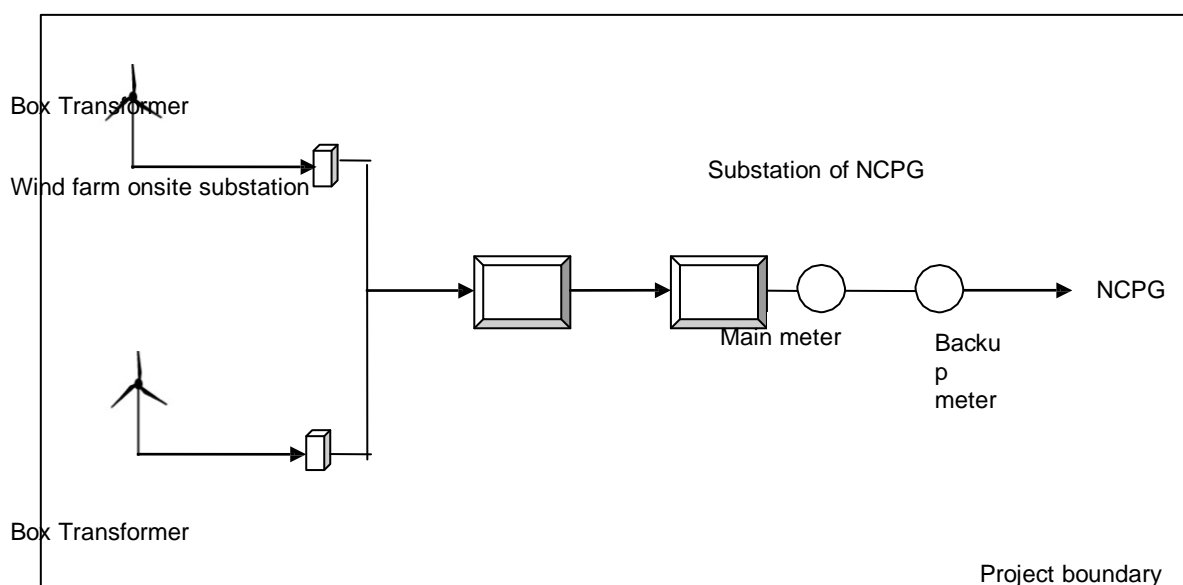 Box Transformer
Substation of NCPG
Wind farm onsite substation
NCPG
Main meter
Backu
p
meter
Box Transformer
Project boundary